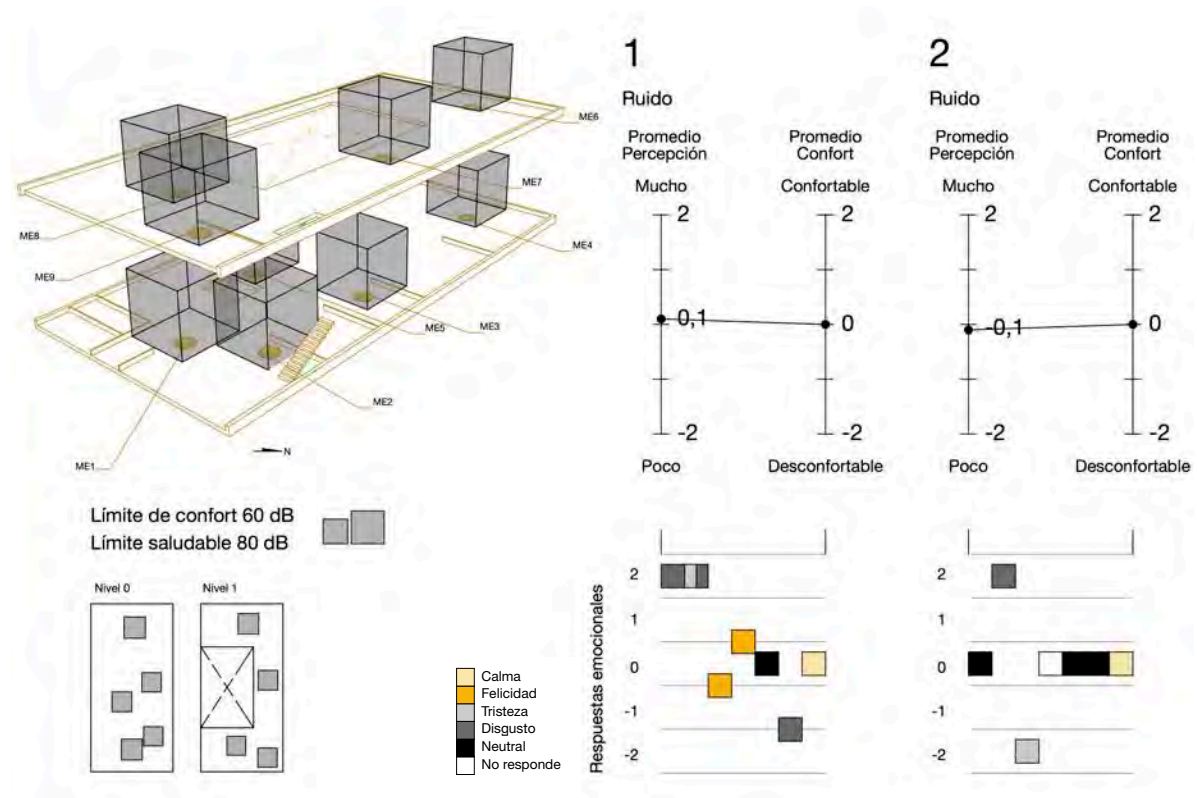 ME6
ME7
ME8
ME4
ME9
ME5
ME3
ME2
ME1
N
Límite de confort 60 dB
Límite saludable 80 dB
Nivel 0
Nivel 1
1
Ruido
Promedio Percepción
Promedio Confort
Mucho
Confortable
2
2
0,1
0
-2
-2
Poco
Desconfortable
2
Ruido
Promedio Percepción
Promedio Confort
Mucho
Confortable
2
2
-0,1
0
-2
-2
Poco
Desconfortable
Calma
Felicidad
Tristeza
Disgusto
Neutral
No responde
Respuestas emocionales
2
1
0
-1
-2
2
1
0
-1
-2